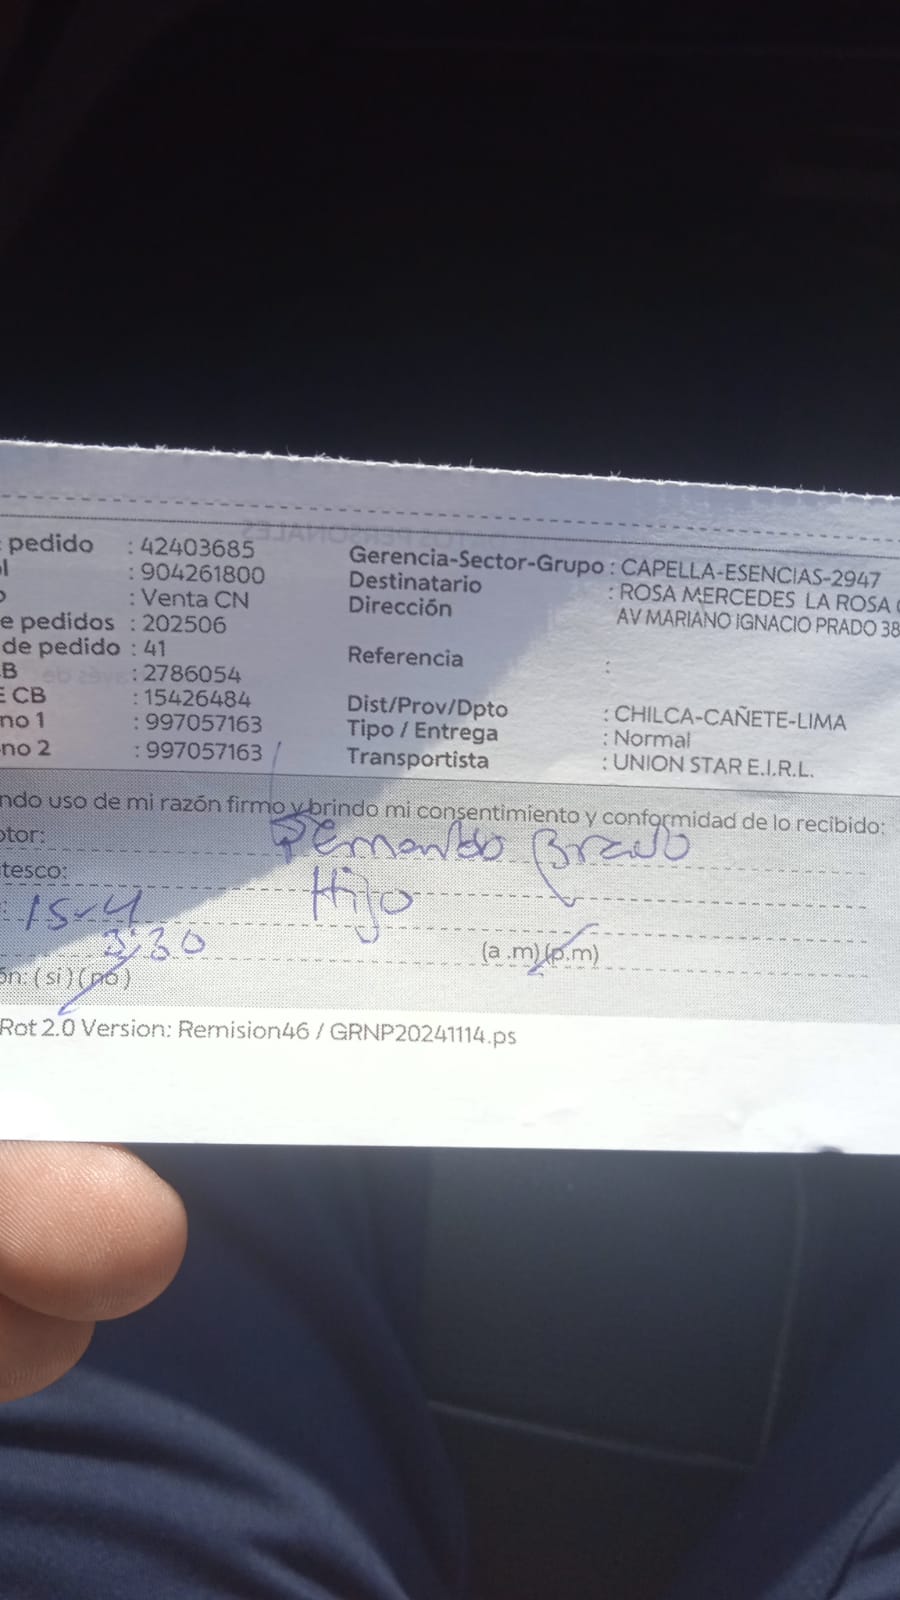 pedido : 42403685
: 904261800
: Venta CN
e pedidos : 202506
de pedido : 41
B : 2786054
E CB : 15426484
no 1 : 997057163
no 2 : 997057163
Gerencia-Sector-Grupo : CAPELLA-ESENCIAS-2947
Destinatario : ROSA MERCEDES LA ROSA
Dirección AV MARIANO IGNACIO PRADO 38
Referencia :
Dist/Prov/Dpto : CHILCA-CAÑETE-LIMA
Tipo / Entrega : Normal
Transportista : UNION STAR E.I.R.L.
ndo uso de mi razón firmo y brindo mi consentimiento y conformidad de lo recibido:
otor: Fernando Bravo
tesco: Hijo
: 15-4
3:30 (a .m) (p.m)
ón: (si) (no)
Rot 2.0 Version: Remision46 / GRNP20241114.ps